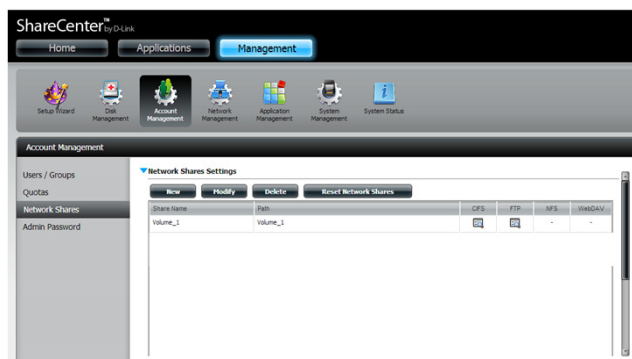 ShareCenter™ by D-Link
Home Applications Management
Setup Wizard Disk Management Account Management Network Management Application Management System Management System Status
Account Management
Users / Groups
Quotas
Network Shares
Admin Password
Network Shares Settings
New Modify Delete Reset Network Shares
Share Name Path CIFS FTP NFS WebDAV
Volume_1 Volume_1 - -